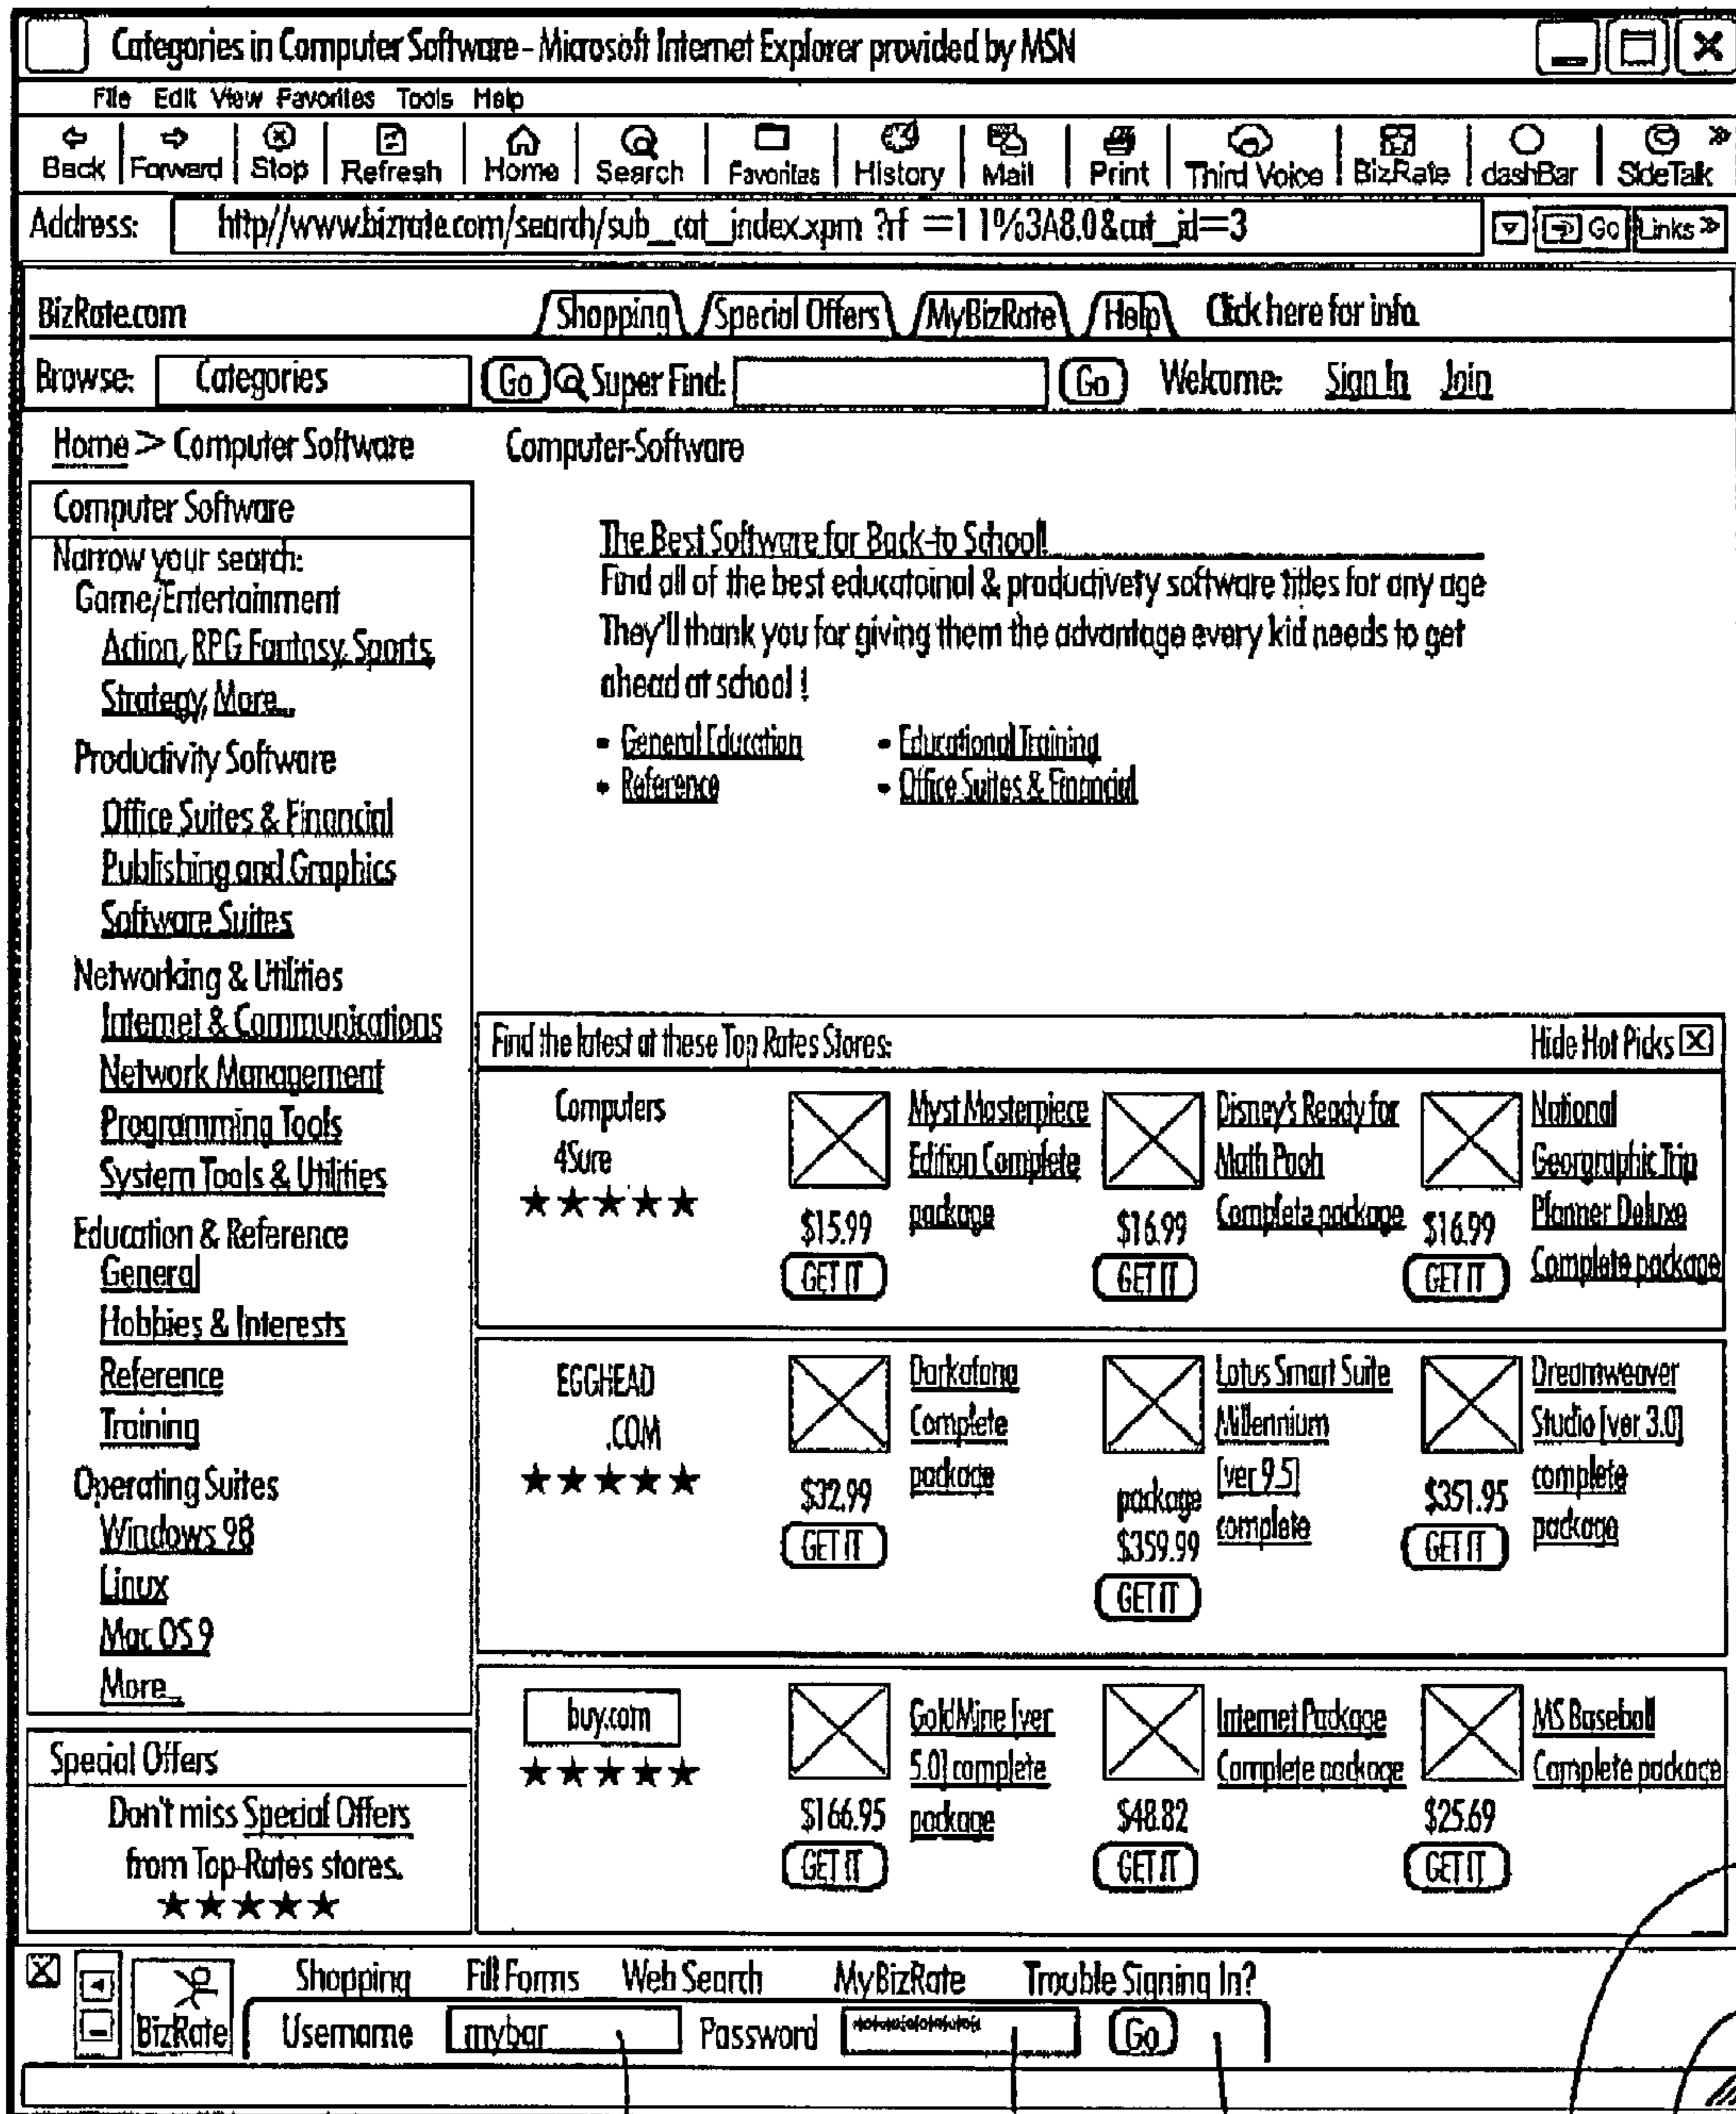 Categories in Computer Software - Microsoft Internet Explorer provided by MSN
File Edit View Favorites Tools Help
Back Forward Stop Refresh Home Search Favorites History Mail Print Third Voice BizRate dashBar SideTalk »
Address: http//www.bizrate.com/search/sub_cat_index.xpm ?rf =1 1%3A8.0&cat_id=3 Go Links »
BizRate.com Shopping Special Offers MyBizRate Help Click here for info.
Browse: Categories Go Super Find: Go Welcome: Sign In Join
Home > Computer Software
Computer Software
Narrow your search:
Game/Entertainment
Action, RPG Fantasy, Sports,
Strategy, More...
Productivity Software
Office Suites & Financial
Publishing and Graphics
Software Suites
Networking & Utilities
Internet & Communications
Network Management
Programming Tools
System Tools & Utilities
Education & Reference
General
Hobbies & Interests
Reference
Training
Operating Suites
Windows 98
Linux
Mac OS 9
More...
Special Offers
Don't miss Special Offers
from Top-Rates stores.
★★★★★
Computer-Software
The Best Software for Back-to School!
Find all of the best educatoinal & productivety software titles for any age
They'll thank you for giving them the advantage every kid needs to get
ahead at school !
- General Education - Educational Training
- Reference - Office Suites & Financial
Find the latest at these Top Rates Stores: Hide Hot Picks
Computers
4Sure
★★★★★
Myst Masterpiece
Edition Complete
package
$15.99
GET IT
Disney's Ready for
Math Pooh
Complete package
$16.99
GET IT
National
Georgraphic Trip
Planner Deluxe
Complete package
$16.99
GET IT
EGGHEAD
.COM
★★★★★
Darkafang
Complete
package
$32.99
GET IT
Lotus Smart Suite
Millennium
[ver 9.5]
complete
package
$359.99
GET IT
Dreamweaver
Studio [ver 3.0]
complete
package
$351.95
GET IT
buy.com
★★★★★
GoldMine [ver
5.0] complete
package
$166.95
GET IT
Internet Package
Complete package
$48.82
GET IT
MS Baseball
Complete package
$25.69
GET IT
BizRate
Shopping Fill Forms Web Search MyBizRate Trouble Signing In?
Username mybar Password Go